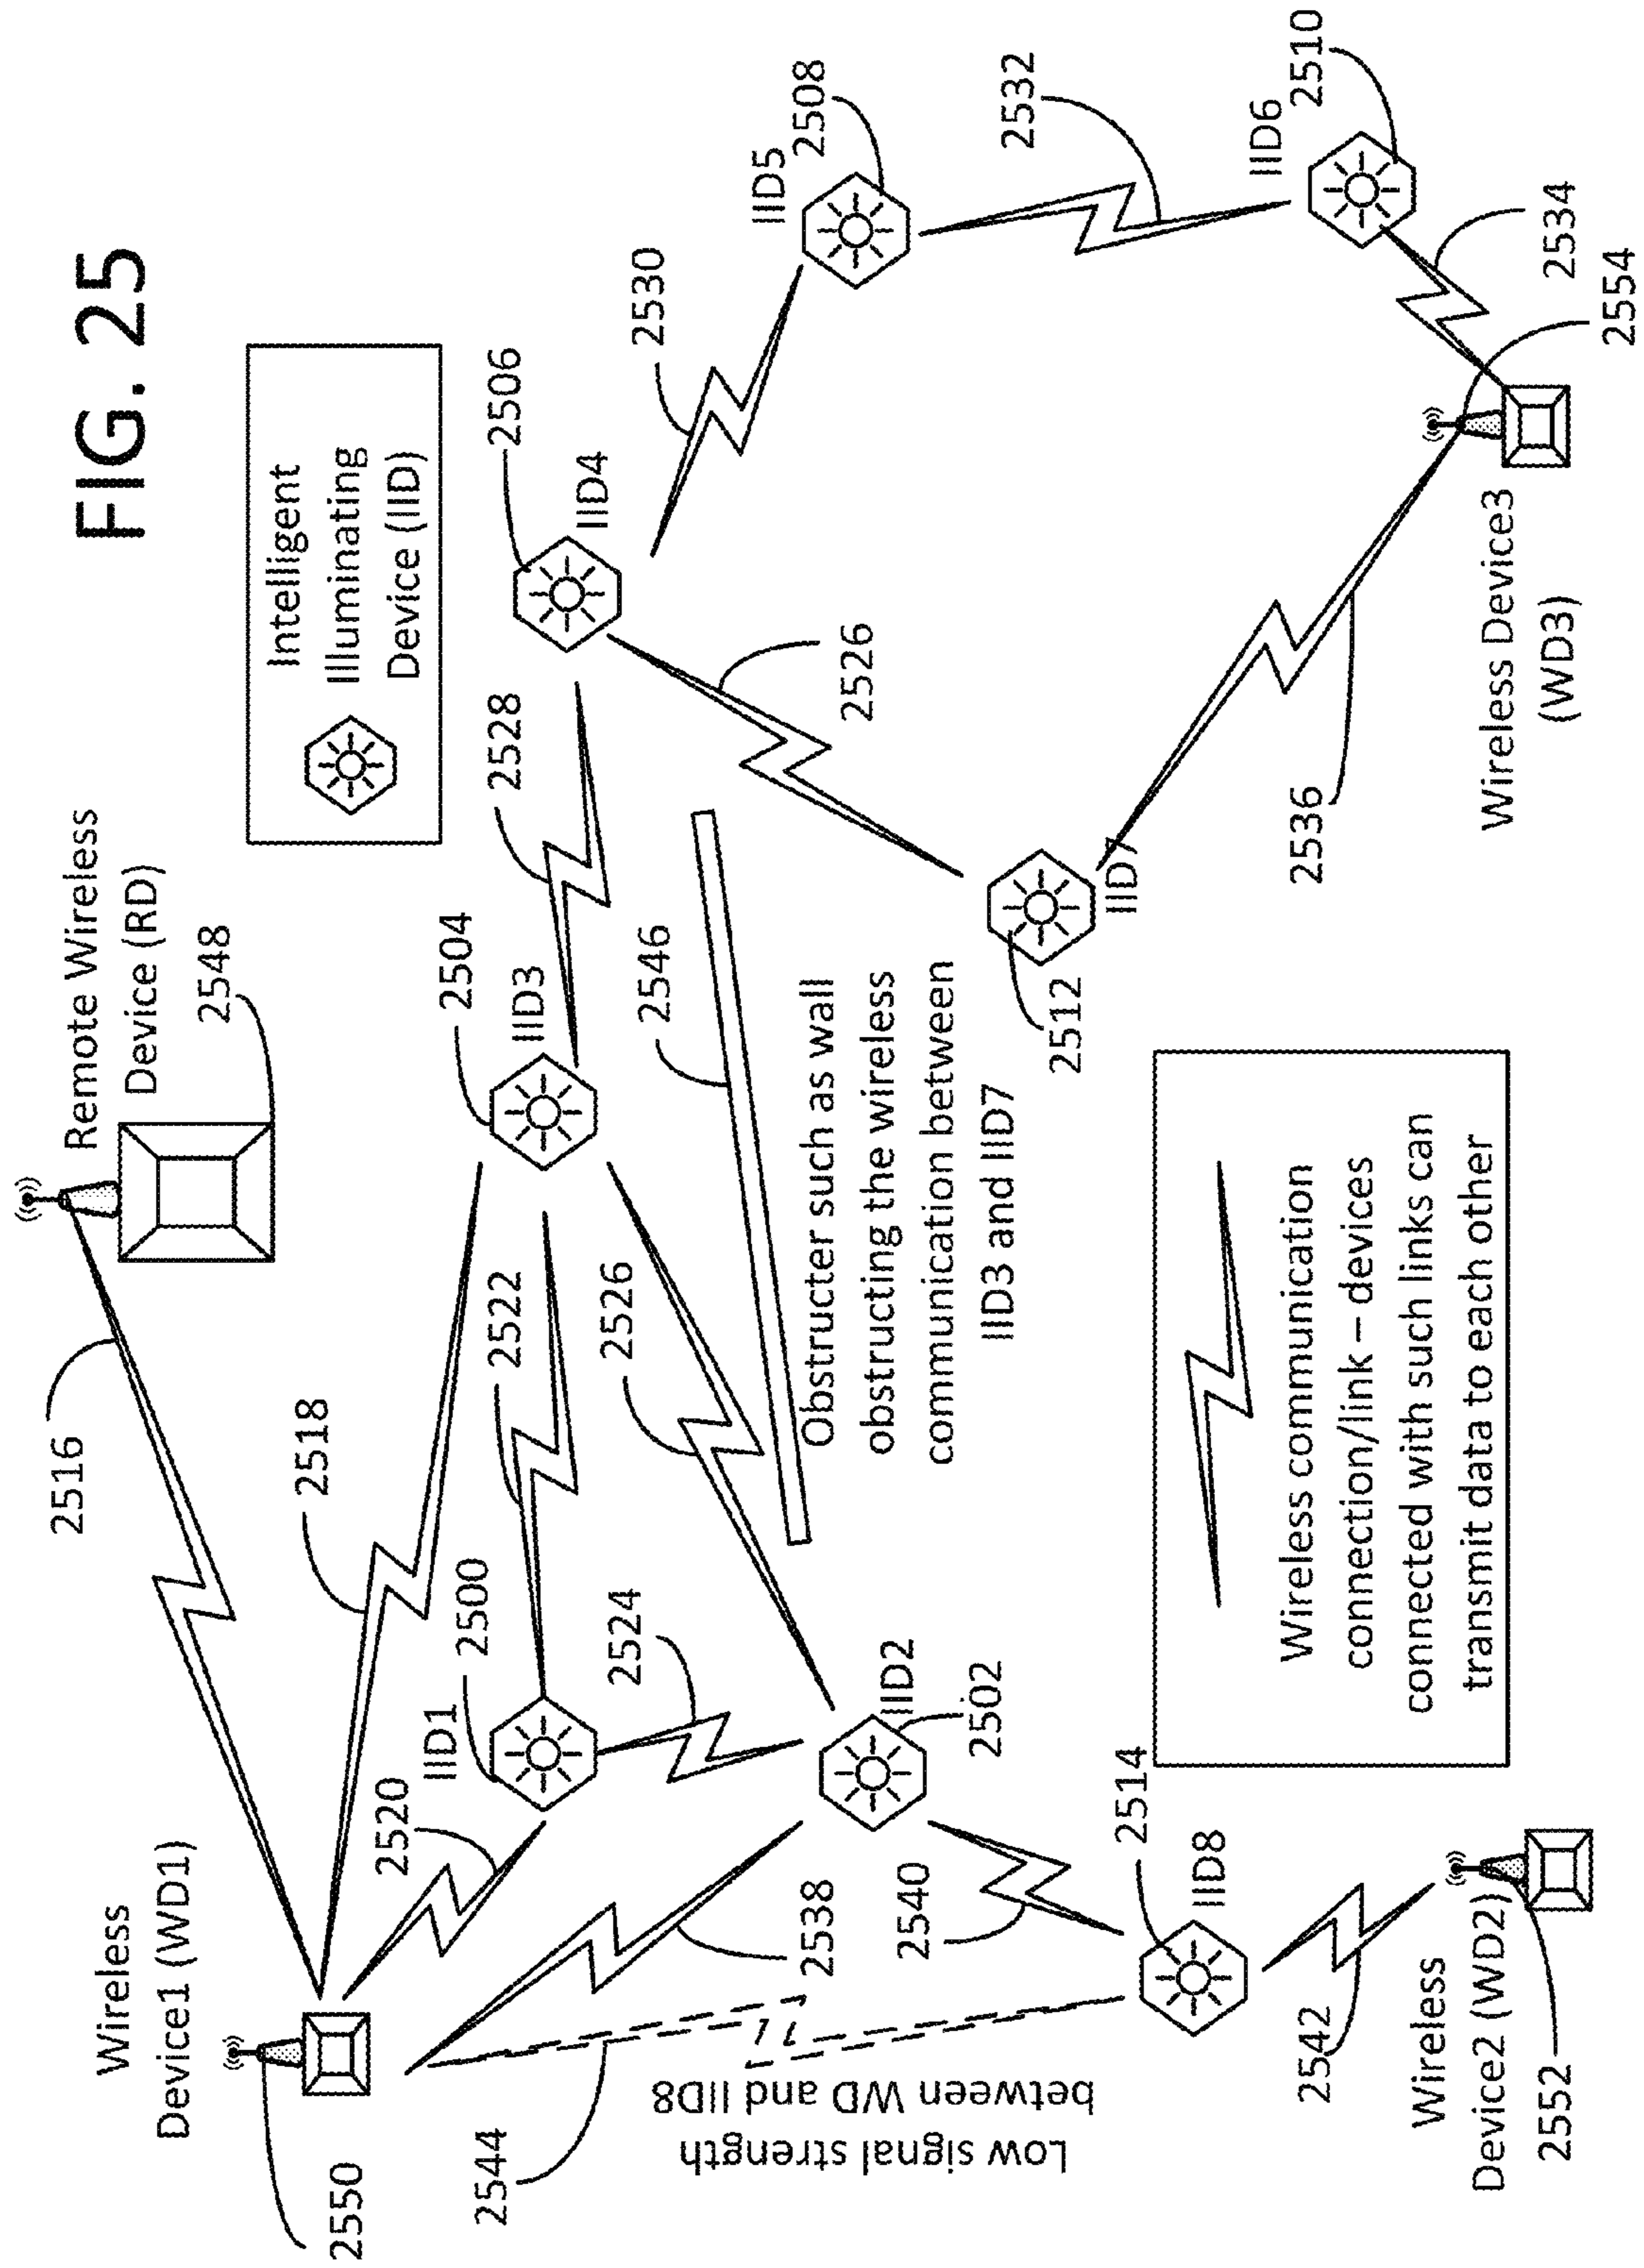 FIG. 25
Remote Wireless
Device (RD)
2548
Intelligent
Illuminating
Device (IID)
Wireless
Device1 (WD1)
2550
2516
2518
2520
IID1
2500
2522
2504
IID3
2528
2506
IID4
2530
IID5
2508
2544
Low signal strength
between WD and IID8
2538
2524
2526
2546
Obstructer such as wall
obstructing the wireless
communication between
IID3 and IID7
2526
2532
IID2
2502
2540
2514
IID8
2512
IID7
2536
IID6
2510
2534
2554
2542
Wireless
Device2 (WD2)
2552
Wireless communication
connection/link – devices
connected with such links can
transmit data to each other
Wireless Device3
(WD3)